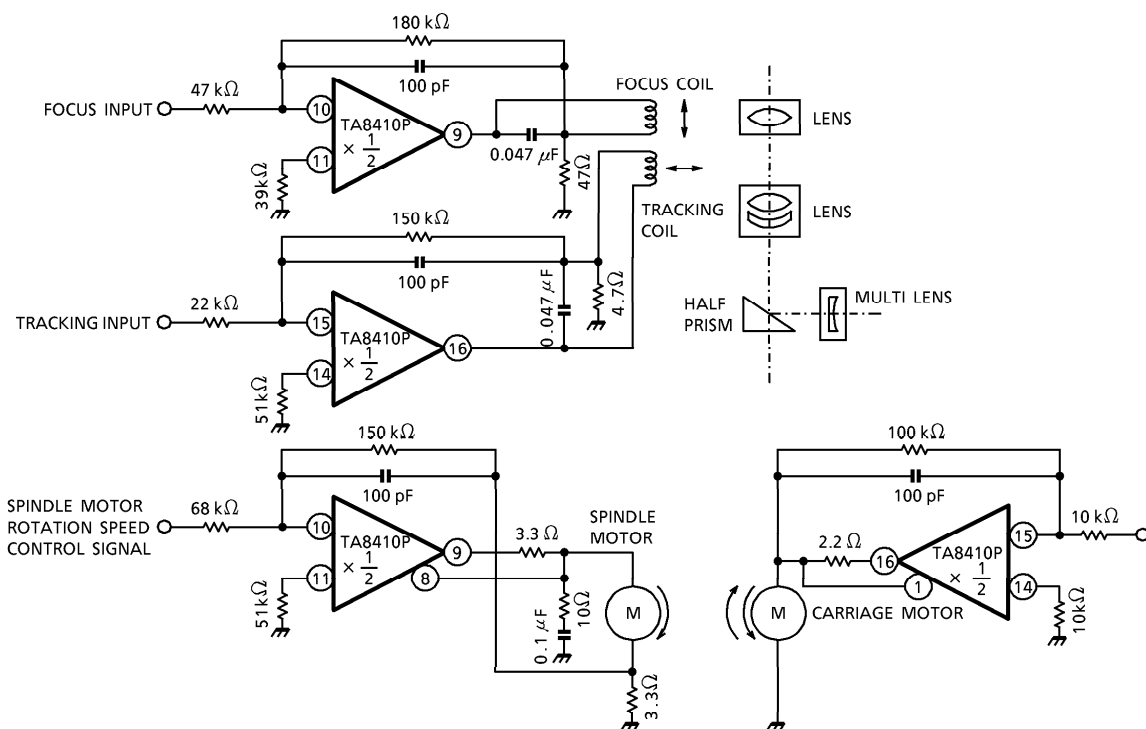 180 kΩ
100 pF
47 kΩ
FOCUS INPUT
10
TA8410P
× 1/2
9
11
39kΩ
0.047 μF
47Ω
FOCUS COIL
LENS
150 kΩ
100 pF
22 kΩ
TRACKING INPUT
15
TA8410P
× 1/2
16
14
51kΩ
0.047 μF
4.7Ω
TRACKING
COIL
LENS
HALF
PRISM
MULTI LENS
150 kΩ
100 pF
SPINDLE MOTOR
ROTATION SPEED
CONTROL SIGNAL
68 kΩ
10
TA8410P
× 1/2
9
8
11
51kΩ
3.3 Ω
10Ω
0.1 μF
SPINDLE
MOTOR
M
3.3Ω
100 kΩ
100 pF
10 kΩ
15
TA8410P
× 1/2
16
1
14
2.2Ω
10kΩ
M
CARRIAGE MOTOR